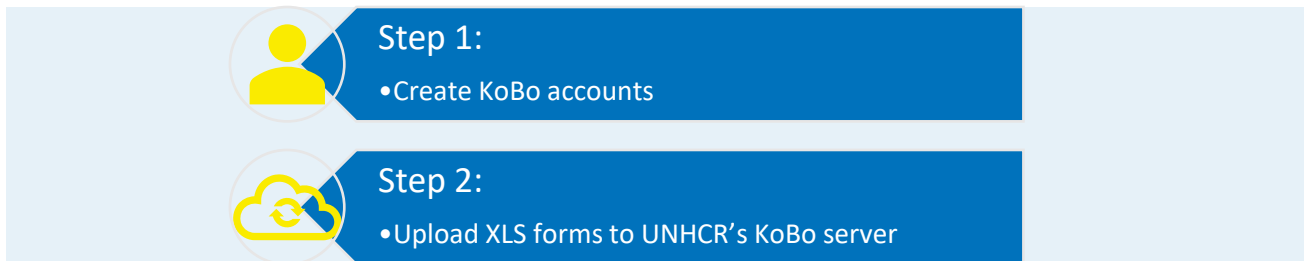 Step 1:
•Create KoBo accounts
Step 2:
•Upload XLS forms to UNHCR’s KoBo server